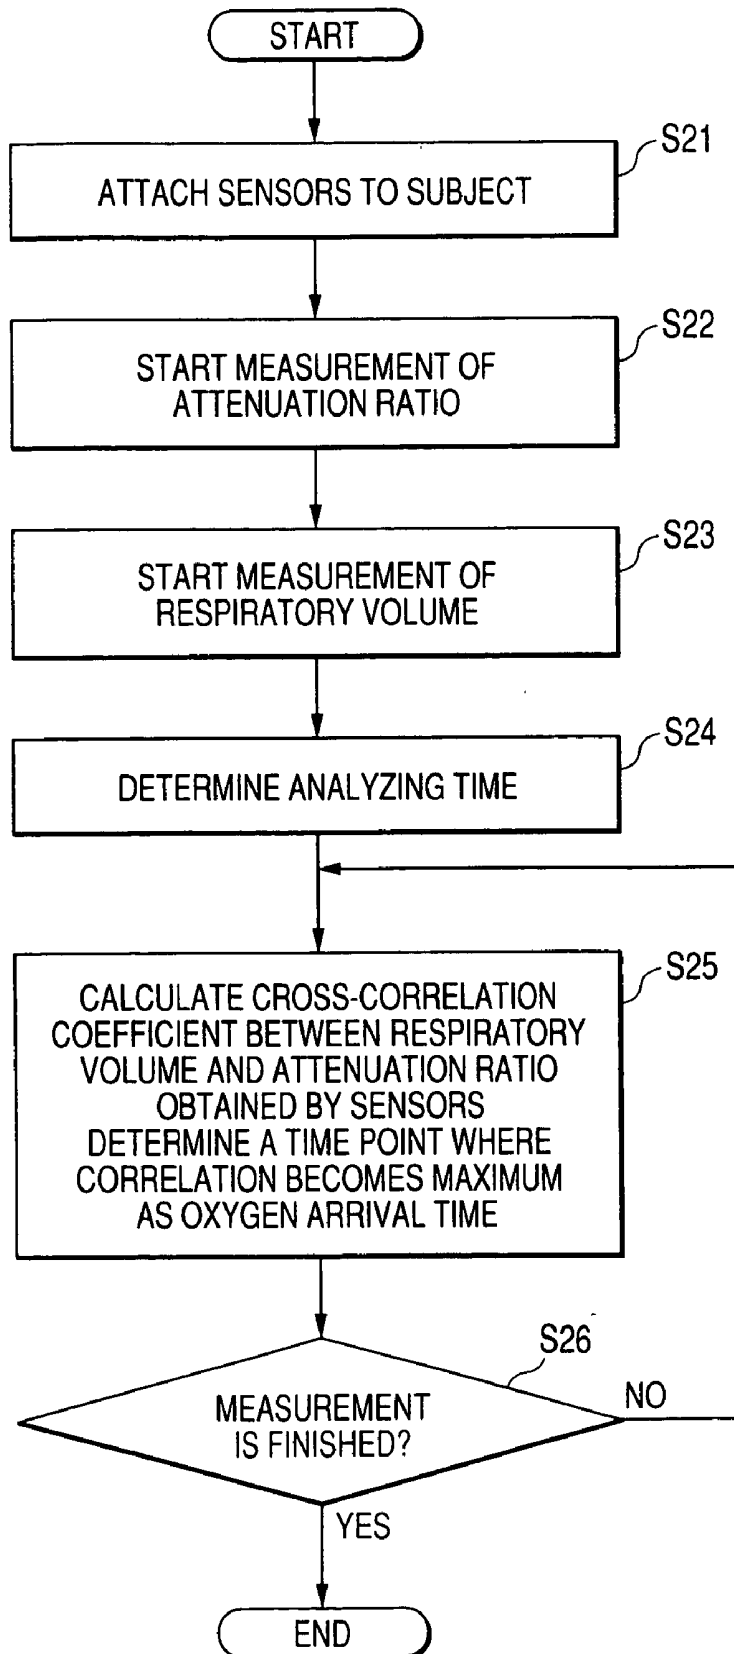 START
S21
ATTACH SENSORS TO SUBJECT
S22
START MEASUREMENT OF
ATTENUATION RATIO
S23
START MEASUREMENT OF
RESPIRATORY VOLUME
S24
DETERMINE ANALYZING TIME
S25
CALCULATE CROSS-CORRELATION
COEFFICIENT BETWEEN RESPIRATORY
VOLUME AND ATTENUATION RATIO
OBTAINED BY SENSORS
DETERMINE A TIME POINT WHERE
CORRELATION BECOMES MAXIMUM
AS OXYGEN ARRIVAL TIME
S26
MEASUREMENT
IS FINISHED?
NO
YES
END